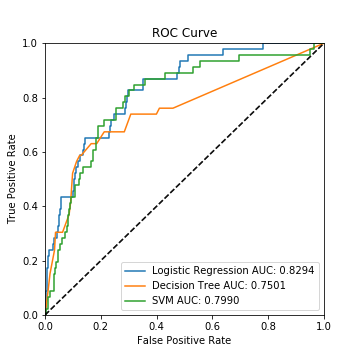 ROC Curve
1.0
0.8
0.6
0.4
0.2
0.0
True Positive Rate
Logistic Regression AUC: 0.8294
Decision Tree AUC: 0.7501
SVM AUC: 0.7990
0.0 0.2 0.4 0.6 0.8 1.0
False Positive Rate